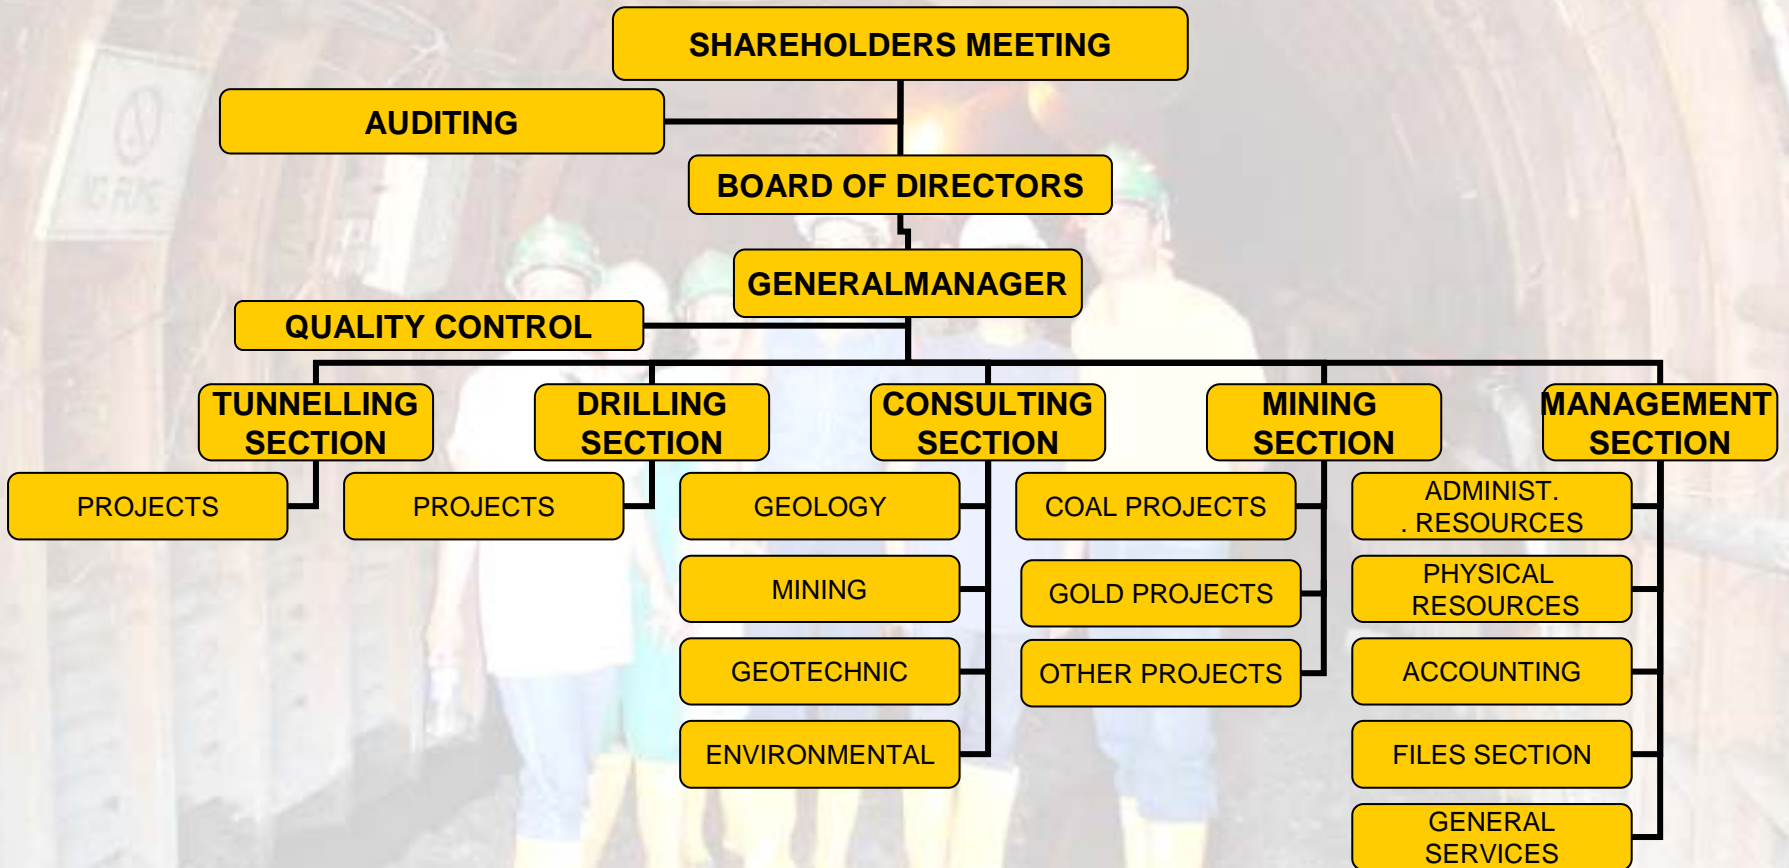 SHAREHOLDERS MEETING
AUDITING
BOARD OF DIRECTORS
GENERALMANAGER
QUALITY CONTROL
TUNNELLING
SECTION
DRILLING
SECTION
CONSULTING
SECTION
MINING
SECTION
MANAGEMENT
SECTION
PROJECTS
PROJECTS
GEOLOGY
MINING
GEOTECHNIC
ENVIRONMENTAL
COAL PROJECTS
GOLD PROJECTS
OTHER PROJECTS
ADMINIST.
. RESOURCES
PHYSICAL
RESOURCES
ACCOUNTING
FILES SECTION
GENERAL
SERVICES